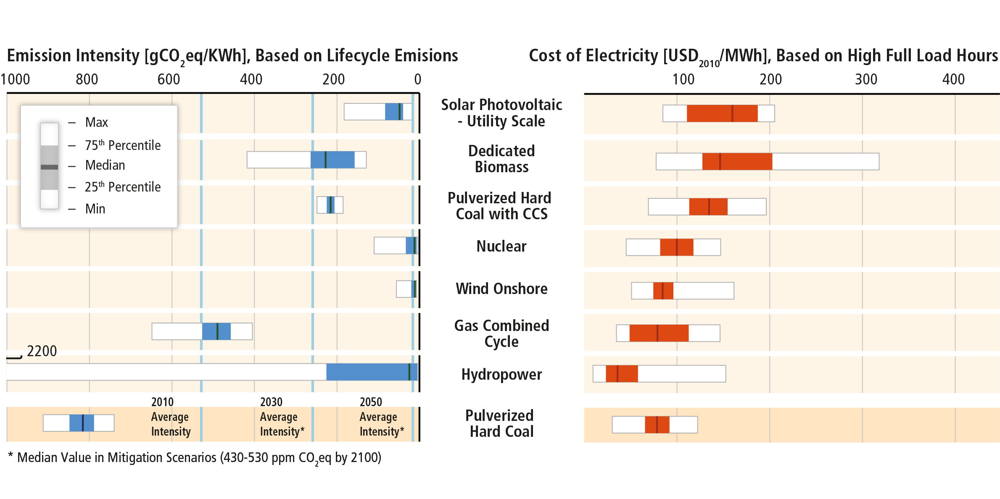 Emission Intensity [gCO2eq/KWh], Based on Lifecycle Emisions
Cost of Electricity [USD2010/MWh], Based on High Full Load Hours
1000 800 600 400 200 0
100 200 300 400
Max
75th Percentile
Median
25th Percentile
Min
Solar Photovoltaic
- Utility Scale
Dedicated
Biomass
Pulverized Hard
Coal with CCS
Nuclear
Wind Onshore
Gas Combined
Cycle
2200
Hydropower
2010
Average
Intensity
2030
Average
Intensity*
2050
Average
Intensity*
Pulverized
Hard Coal
* Median Value in Mitigation Scenarios (430-530 ppm CO2eq by 2100)